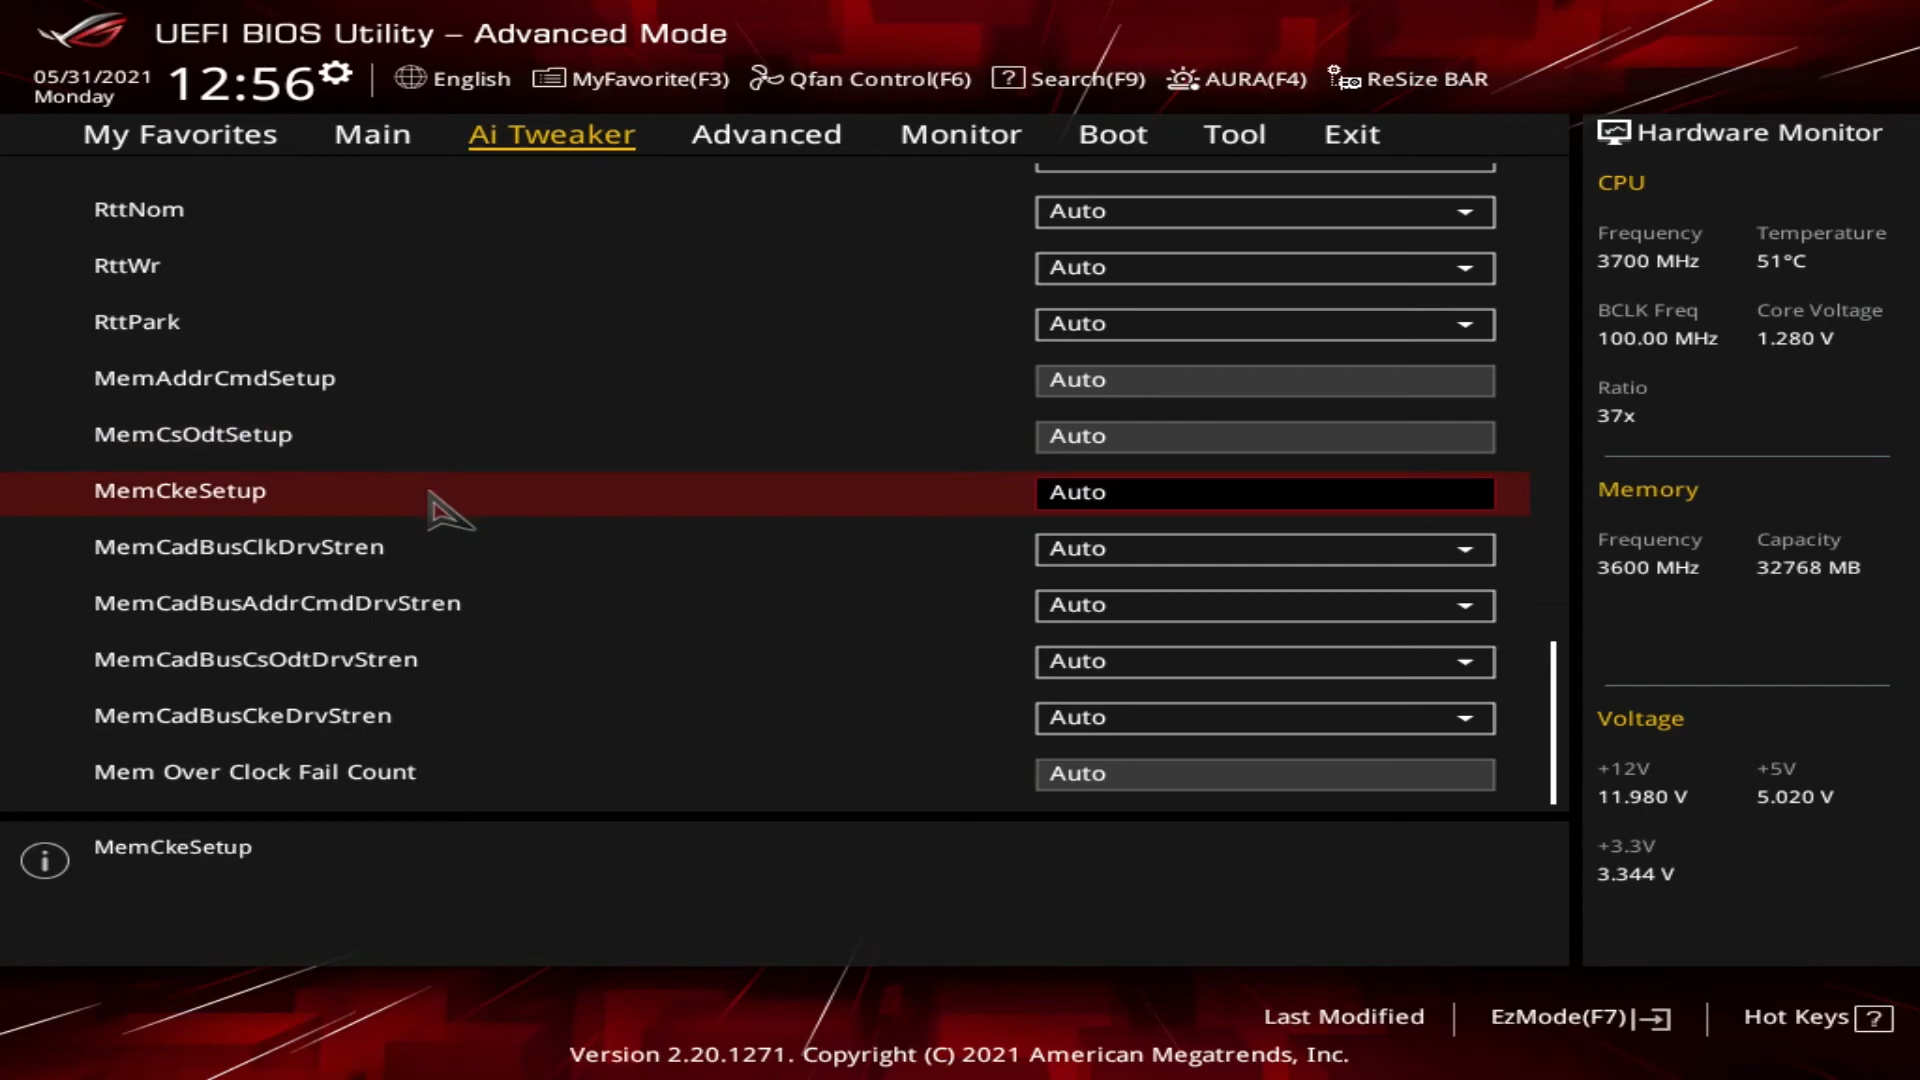 UEFI BIOS Utility – Advanced Mode
05/31/2021
Monday
12:56
English
MyFavorite(F3)
Qfan Control(F6)
? Search(F9)
AURA(F4)
ReSize BAR
My Favorites
Main
Ai Tweaker
Advanced
Monitor
Boot
Tool
Exit
RttNom Auto
RttWr Auto
RttPark Auto
MemAddrCmdSetup Auto
MemCsOdtSetup Auto
MemCkeSetup Auto
MemCadBusClkDrvStren Auto
MemCadBusAddrCmdDrvStren Auto
MemCadBusCsOdtDrvStren Auto
MemCadBusCkeDrvStren Auto
Mem Over Clock Fail Count Auto
i MemCkeSetup
Hardware Monitor
CPU
Frequency Temperature
3700 MHz 51°C
BCLK Freq Core Voltage
100.00 MHz 1.280 V
Ratio
37x
Memory
Frequency Capacity
3600 MHz 32768 MB
Voltage
+12V +5V
11.980 V 5.020 V
+3.3V
3.344 V
Last Modified
EzMode(F7)
Hot Keys ?
Version 2.20.1271. Copyright (C) 2021 American Megatrends, Inc.